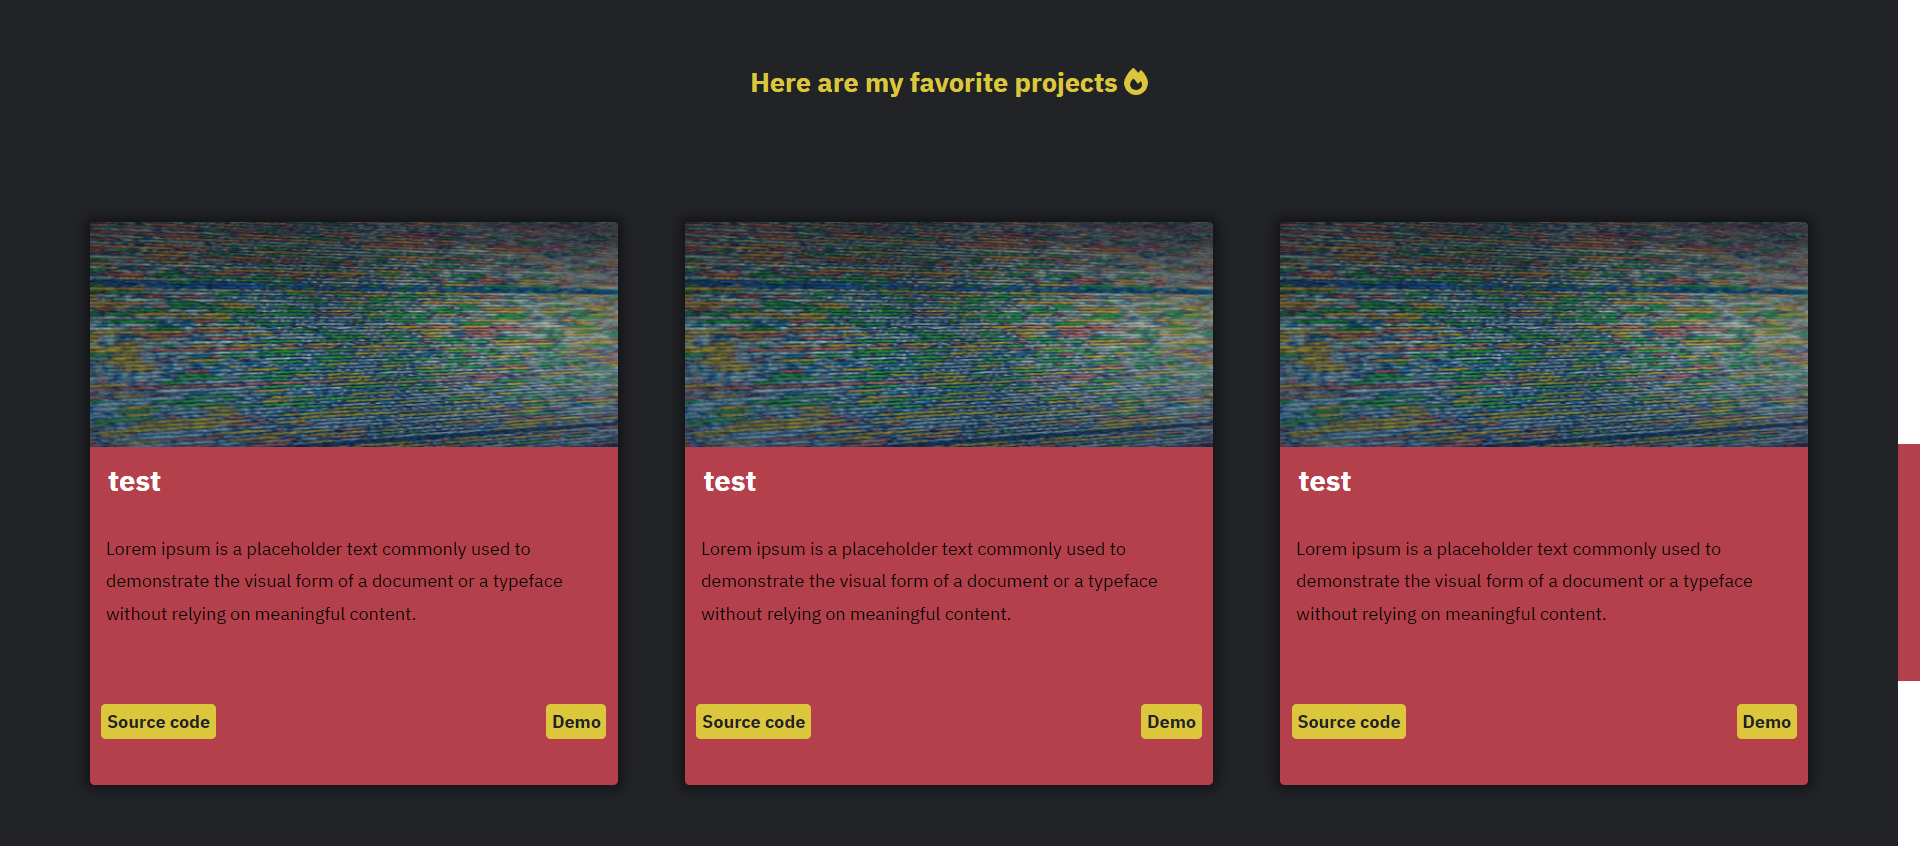 Here are my favorite projects
test
Lorem ipsum is a placeholder text commonly used to
demonstrate the visual form of a document or a typeface
without relying on meaningful content.
Source code
Demo
test
Lorem ipsum is a placeholder text commonly used to
demonstrate the visual form of a document or a typeface
without relying on meaningful content.
Source code
Demo
test
Lorem ipsum is a placeholder text commonly used to
demonstrate the visual form of a document or a typeface
without relying on meaningful content.
Source code
Demo